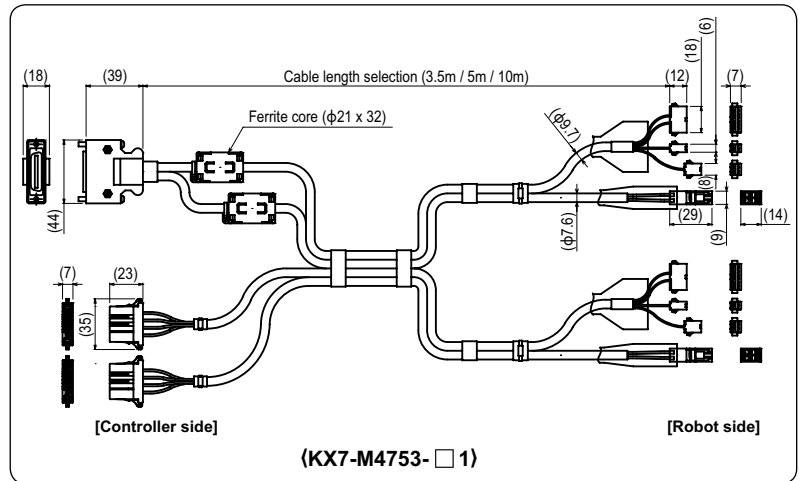 (6)
(18)
(18) (39) Cable length selection (3.5m / 5m / 10m) (12) (7)
Ferrite core (ϕ21 x 32)
(ϕ9.7)
(44)
(8)
(29) (14)
(ϕ7.6) (9)
(7) (23)
(35)
[Controller side] [Robot side]
⟨KX7-M4753- □ 1⟩